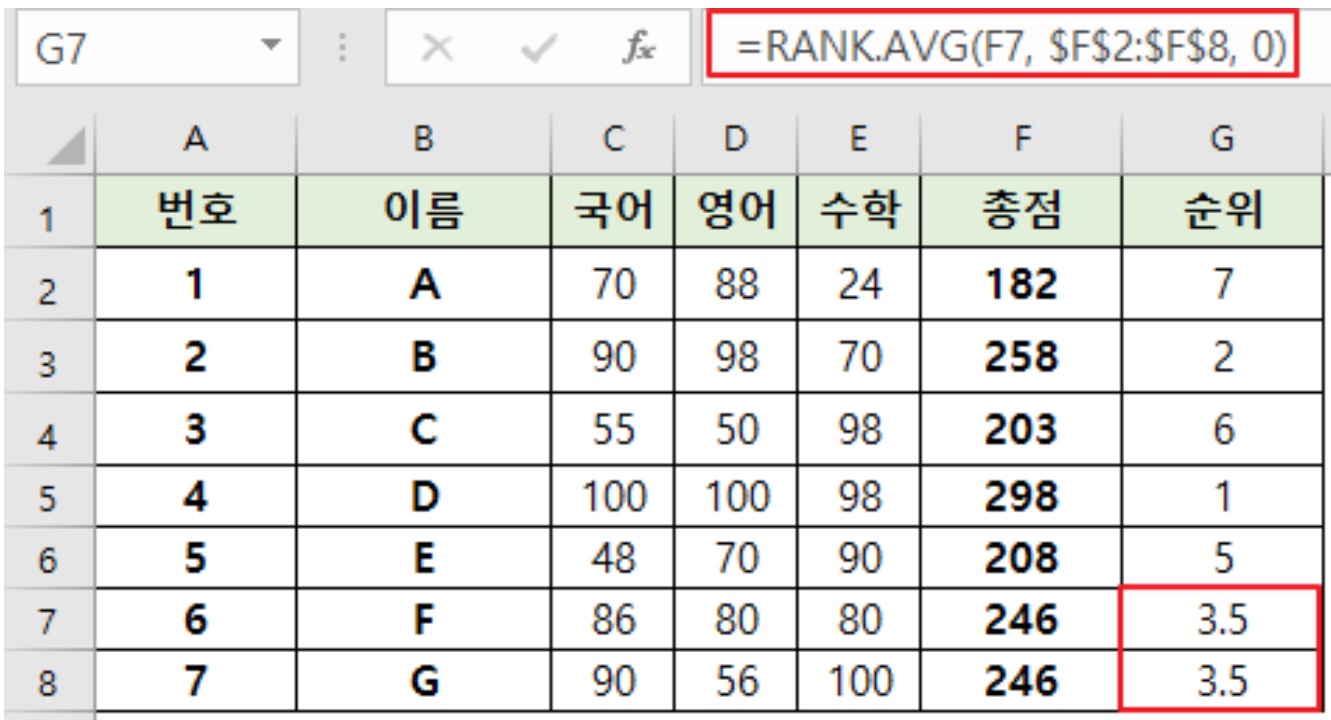 G7 fx =RANK.AVG(F7, $F$2:$F$8, 0)
A B C D E F G
1 번호 이름 국어 영어 수학 총점 순위
2 1 A 70 88 24 182 7
3 2 B 90 98 70 258 2
4 3 C 55 50 98 203 6
5 4 D 100 100 98 298 1
6 5 E 48 70 90 208 5
7 6 F 86 80 80 246 3.5
8 7 G 90 56 100 246 3.5